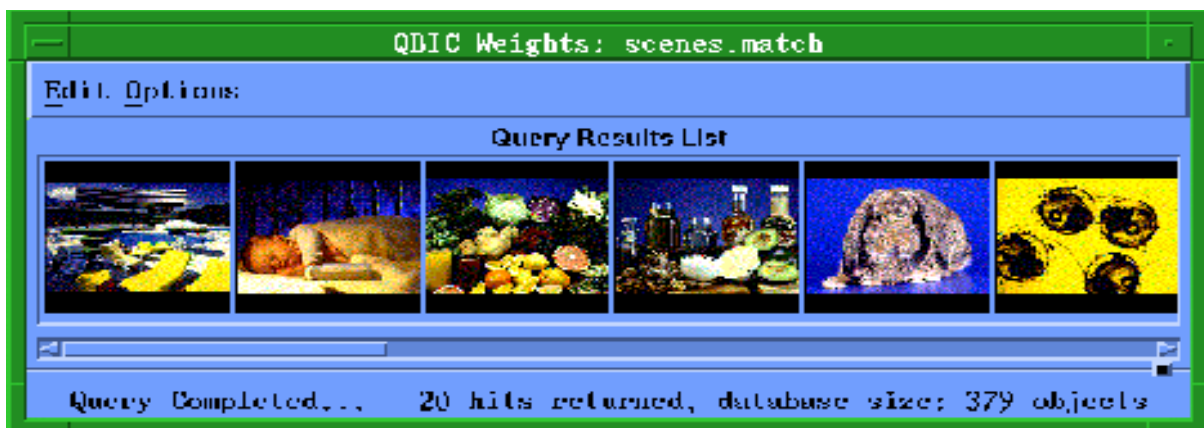 QBIC Weights: scenes.match
Edit Options
Query Results List
Query Completed... 20 hits returned, database size: 379 objects